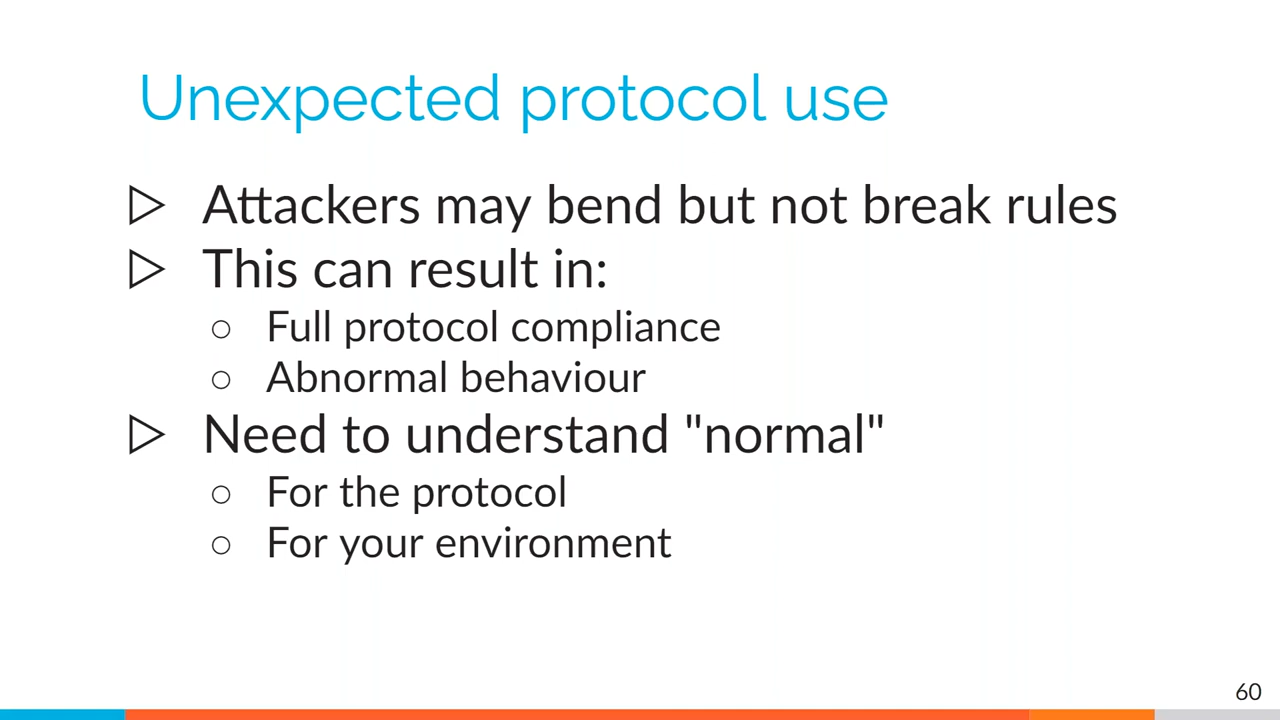 Unexpected protocol use
▷ Attackers may bend but not break rules
▷ This can result in:
○ Full protocol compliance
○ Abnormal behaviour
▷ Need to understand "normal"
○ For the protocol
○ For your environment
60